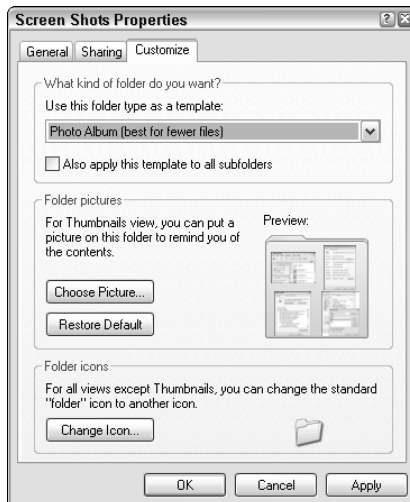 Screen Shots Properties
General Sharing Customize
What kind of folder do you want?
Use this folder type as a template:
Photo Album (best for fewer files)
Also apply this template to all subfolders
Folder pictures
For Thumbnails view, you can put a
picture on this folder to remind you of
the contents.
Preview:
Choose Picture...
Restore Default
Folder icons
For all views except Thumbnails, you can change the standard
"folder" icon to another icon.
Change Icon...
OK Cancel Apply